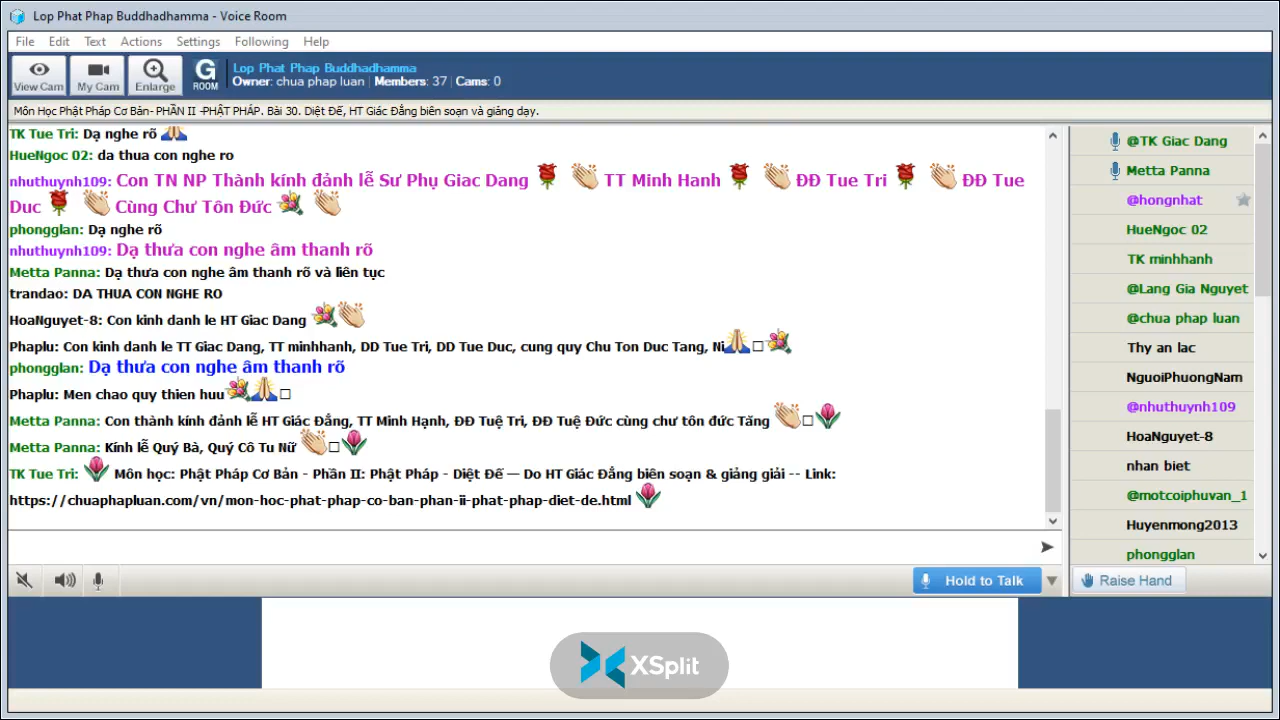 Lop Phat Phap Buddhadhamma - Voice Room
File Edit Text Actions Settings Following Help
View Cam My Cam Enlarge G ROOM
Lop Phat Phap Buddhadhamma
Owner: chua phap luan | Members: 37 | Cams: 0
Môn Học Phật Pháp Cơ Bản- PHẦN II -PHẬT PHÁP. Bài 30. Diệt Đế, HT Giác Đẳng biên soạn và giảng dạy.
TK Tue Tri: Dạ nghe rõ
HueNgoc 02: da thua con nghe ro
nhuthuynh109: Con TN NP Thành kính đảnh lễ Sư Phụ Giac Dang TT Minh Hanh ĐĐ Tue Tri ĐĐ Tue
Duc Cùng Chư Tôn Đức
phongglan: Dạ nghe rõ
nhuthuynh109: Dạ thưa con nghe âm thanh rõ
Metta Panna: Dạ thưa con nghe âm thanh rõ và liên tục
trandao: DA THUA CON NGHE RO
HoaNguyet-8: Con kinh danh le HT Giac Dang
Phaplu: Con kinh danh le TT Giac Dang, TT minhhanh, DD Tue Tri, DD Tue Duc, cung quy Chu Ton Duc Tang, Ni
phongglan: Dạ thưa con nghe âm thanh rõ
Phaplu: Men chao quy thien huu
Metta Panna: Con thành kính đảnh lễ HT Giác Đẳng, TT Minh Hạnh, ĐĐ Tuệ Tri, ĐĐ Tuệ Đức cùng chư tôn đức Tăng
Metta Panna: Kính lễ Quý Bà, Quý Cô Tu Nữ
TK Tue Tri: Môn học: Phật Pháp Cơ Bản - Phần II: Phật Pháp - Diệt Đế — Do HT Giác Đẳng biên soạn & giảng giải -- Link:
https://chuaphapluan.com/vn/mon-hoc-phat-phap-co-ban-phan-ii-phat-phap-diet-de.html
Hold to Talk
@TK Giac Dang
Metta Panna
@hongnhat
HueNgoc 02
TK minhhanh
@Lang Gia Nguyet
@chua phap luan
Thy an lac
NguoiPhuongNam
@nhuthuynh109
HoaNguyet-8
nhan biet
@motcoiphuvan_1
Huyenmong2013
phongglan
Raise Hand
XSplit